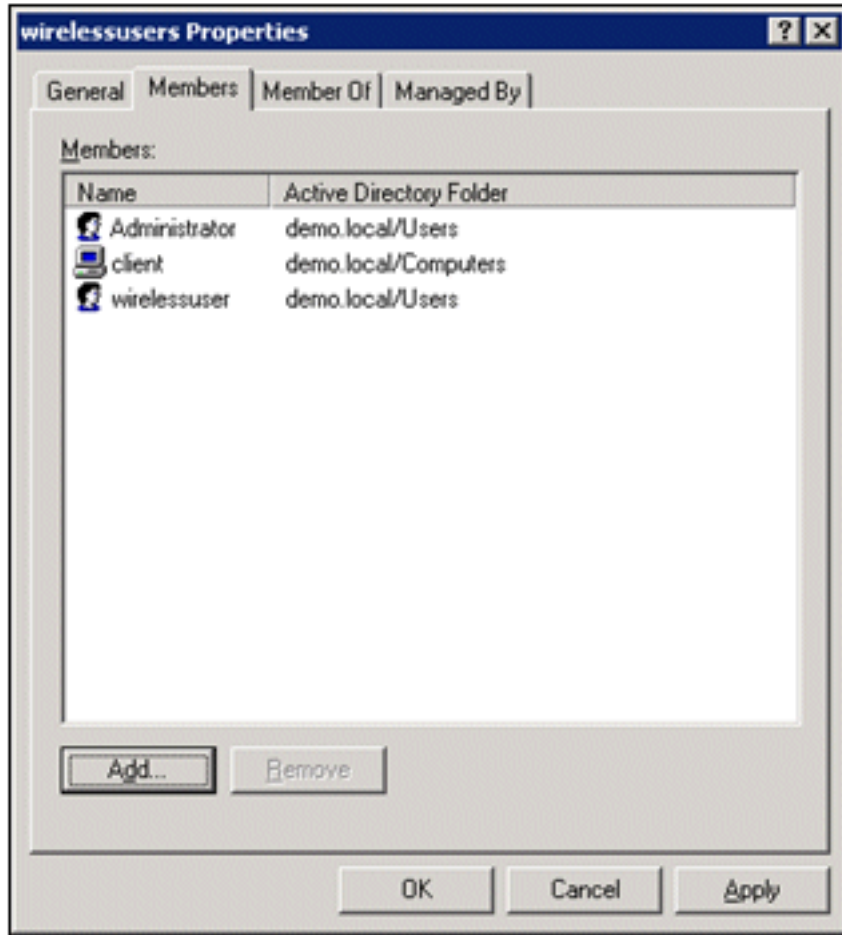 wirelessusers Properties
General Members Member Of Managed By
Members:
Name Active Directory Folder
Administrator demo.local/Users
client demo.local/Computers
wirelessuser demo.local/Users
Add... Remove
OK Cancel Apply